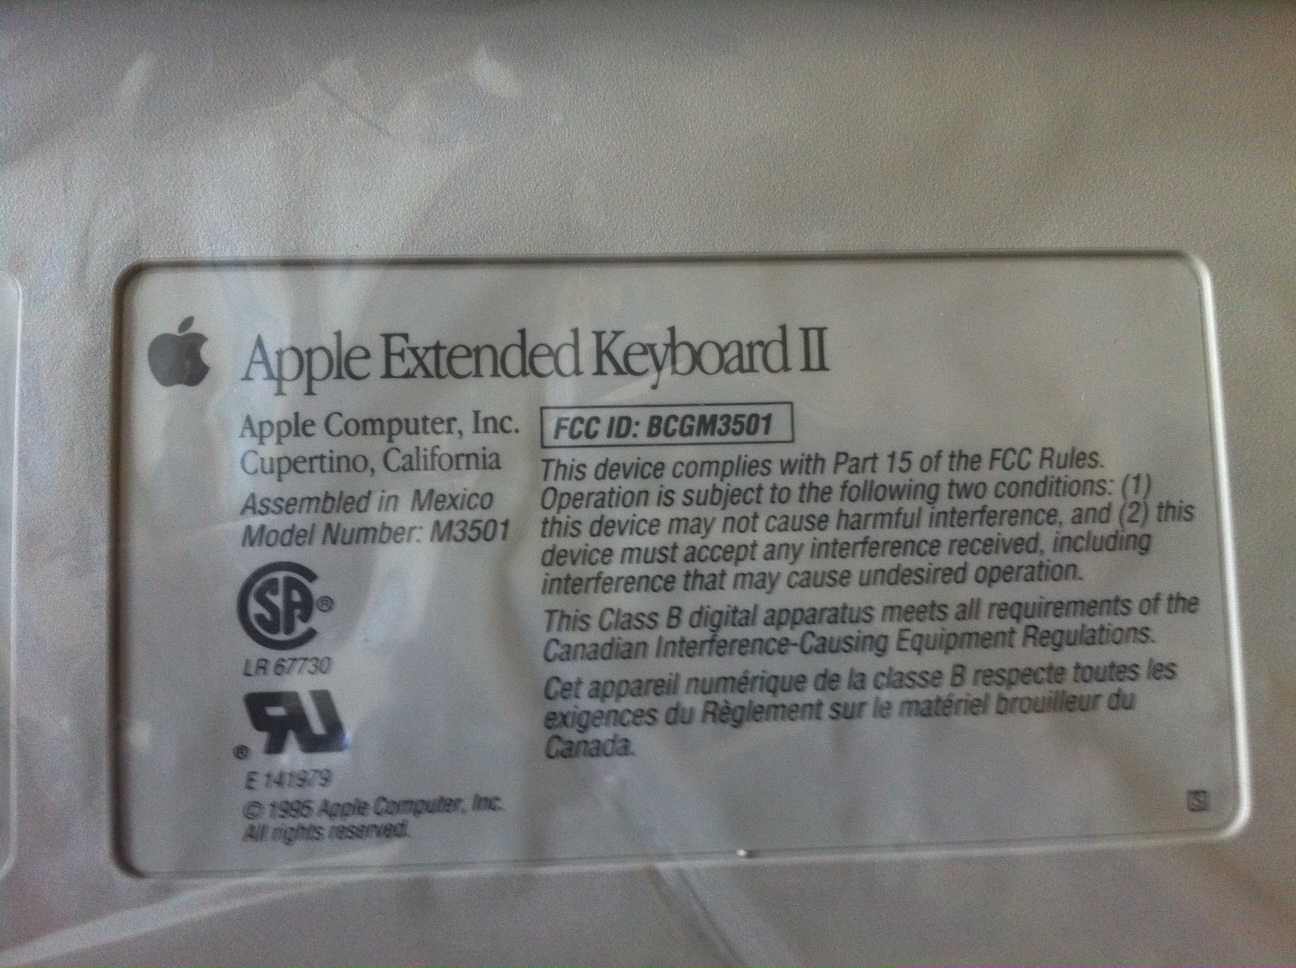 Apple Extended Keyboard II
Apple Computer, Inc.
Cupertino, California
Assembled in Mexico
Model Number: M3501
LR 67730
E 141979
© 1995 Apple Computer, Inc.
All rights reserved.
FCC ID: BCGM3501
This device complies with Part 15 of the FCC Rules.
Operation is subject to the following two conditions: (1)
this device may not cause harmful interference, and (2) this
device must accept any interference received, including
interference that may cause undesired operation.
This Class B digital apparatus meets all requirements of the
Canadian Interference-Causing Equipment Regulations.
Cet appareil numérique de la classe B respecte toutes les
exigences du Règlement sur le matériel brouilleur du
Canada.